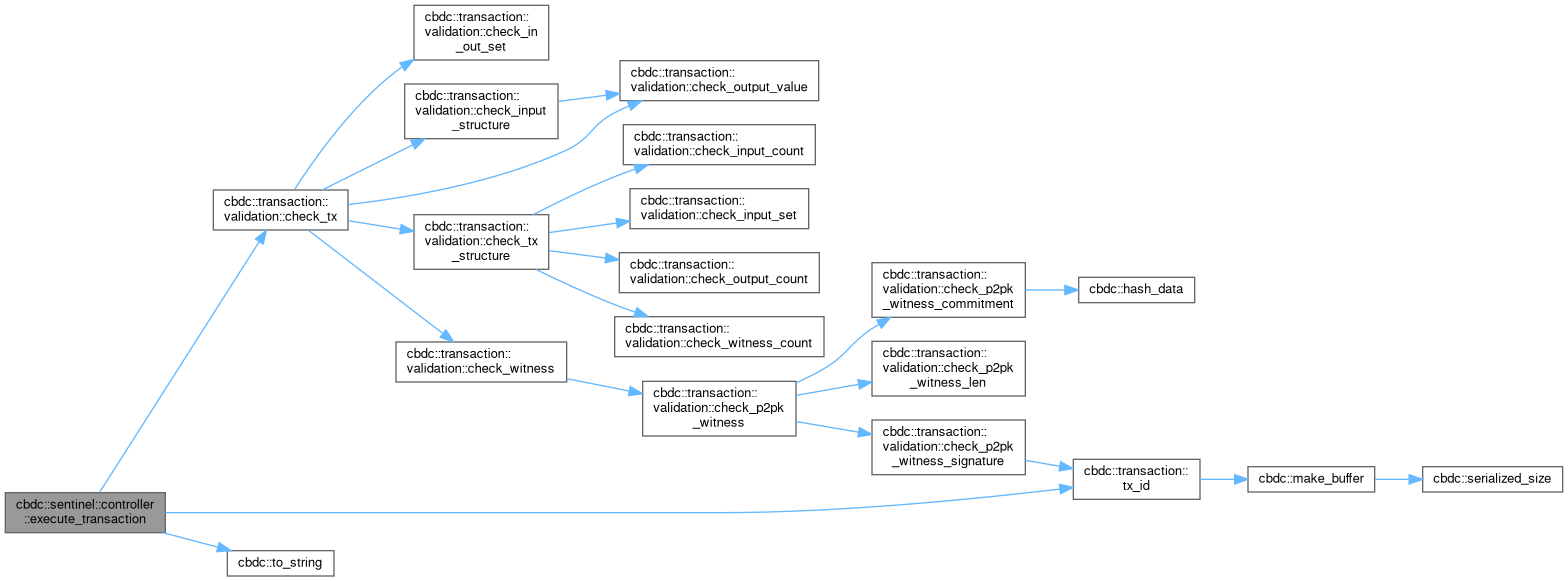 cbdc::transaction::
validation::check_in
_out_set
cbdc::transaction::
validation::check_output_value
cbdc::transaction::
validation::check_input
_structure
cbdc::transaction::
validation::check_input_count
cbdc::transaction::
validation::check_tx
cbdc::transaction::
validation::check_input_set
cbdc::transaction::
validation::check_tx
_structure
cbdc::transaction::
validation::check_output_count
cbdc::transaction::
validation::check_p2pk
_witness_commitment
cbdc::hash_data
cbdc::transaction::
validation::check_witness_count
cbdc::transaction::
validation::check_witness
cbdc::transaction::
validation::check_p2pk
_witness_len
cbdc::transaction::
validation::check_p2pk
_witness
cbdc::transaction::
validation::check_p2pk
_witness_signature
cbdc::transaction::
tx_id
cbdc::make_buffer
cbdc::serialized_size
cbdc::sentinel::controller
::execute_transaction
cbdc::to_string